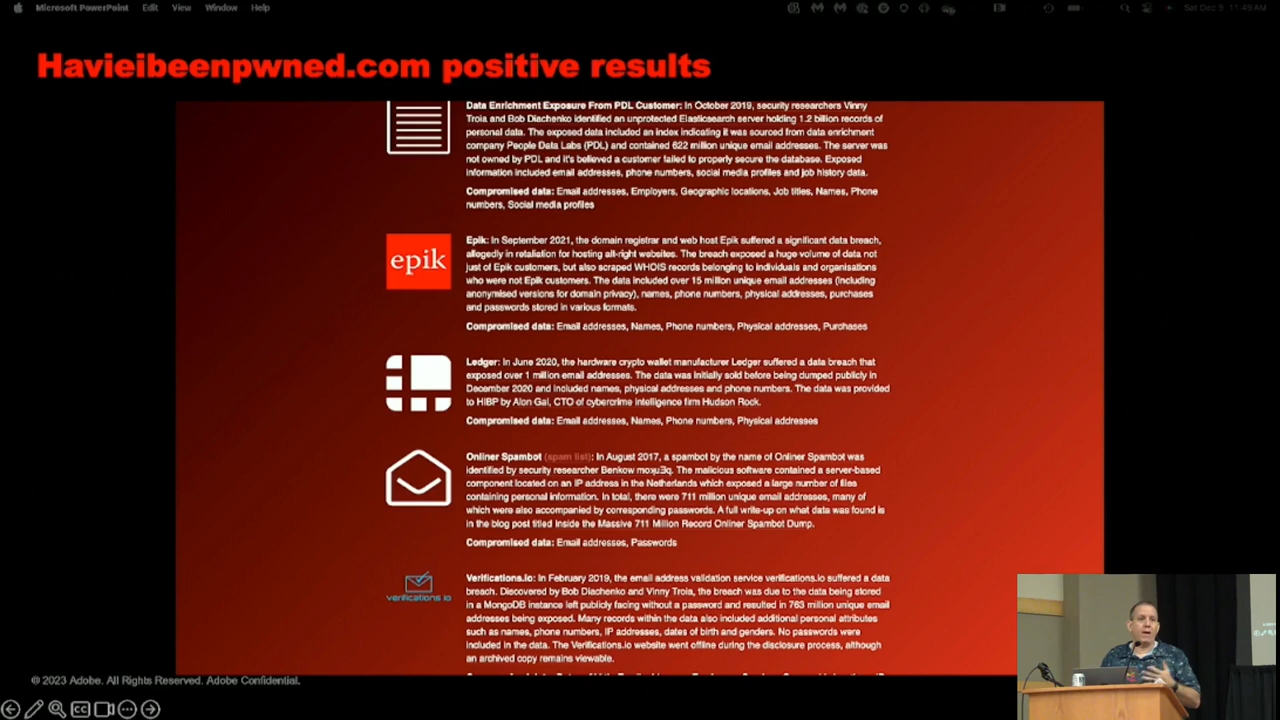 Microsoft PowerPoint Edit View Window Help
Sat Dec 9 11:49 AM
Havieibeenpwned.com positive results
Data Enrichment Exposure From PDL Customer: In October 2019, security researchers Vinny
Troia and Bob Diachenko identified an unprotected Elasticsearch server holding 1.2 billion records of
personal data. The exposed data included an index indicating it was sourced from data enrichment
company People Data Labs (PDL) and contained 622 million unique email addresses. The server was
not owned by PDL and it's believed a customer failed to properly secure the database. Exposed
information included email addresses, phone numbers, social media profiles and job history data.
Compromised data: Email addresses, Employers, Geographic locations, Job titles, Names, Phone
numbers, Social media profiles
epik
Epik: In September 2021, the domain registrar and web host Epik suffered a significant data breach,
allegedly in retaliation for hosting alt-right websites. The breach exposed a huge volume of data not
just of Epik customers, but also scraped WHOIS records belonging to individuals and organisations
who were not Epik customers. The data included over 15 million unique email addresses (including
anonymised versions for domain privacy), names, phone numbers, physical addresses, purchases
and passwords stored in various formats.
Compromised data: Email addresses, Names, Phone numbers, Physical addresses, Purchases
Ledger: In June 2020, the hardware crypto wallet manufacturer Ledger suffered a data breach that
exposed over 1 million email addresses. The data was initially sold before being dumped publicly in
December 2020 and included names, physical addresses and phone numbers. The data was provided
to HIBP by Alon Gal, CTO of cybercrime intelligence firm Hudson Rock.
Compromised data: Email addresses, Names, Phone numbers, Physical addresses
Onliner Spambot (spam list): In August 2017, a spambot by the name of Onliner Spambot was
identified by security researcher Benkow moʞuƎq. The malicious software contained a server-based
component located on an IP address in the Netherlands which exposed a large number of files
containing personal information. In total, there were 711 million unique email addresses, many of
which were also accompanied by corresponding passwords. A full write-up on what data was found is
in the blog post titled Inside the Massive 711 Million Record Onliner Spambot Dump.
Compromised data: Email addresses, Passwords
verifications io
Verifications.io: In February 2019, the email address validation service verifications.io suffered a data
breach. Discovered by Bob Diachenko and Vinny Troia, the breach was due to the data being stored
in a MongoDB instance left publicly facing without a password and resulted in 763 million unique email
addresses being exposed. Many records within the data also included additional personal attributes
such as names, phone numbers, IP addresses, dates of birth and genders. No passwords were
included in the data. The Verifications.io website went offline during the disclosure process, although
an archived copy remains viewable.
© 2023 Adobe. All Rights Reserved. Adobe Confidential.
CC